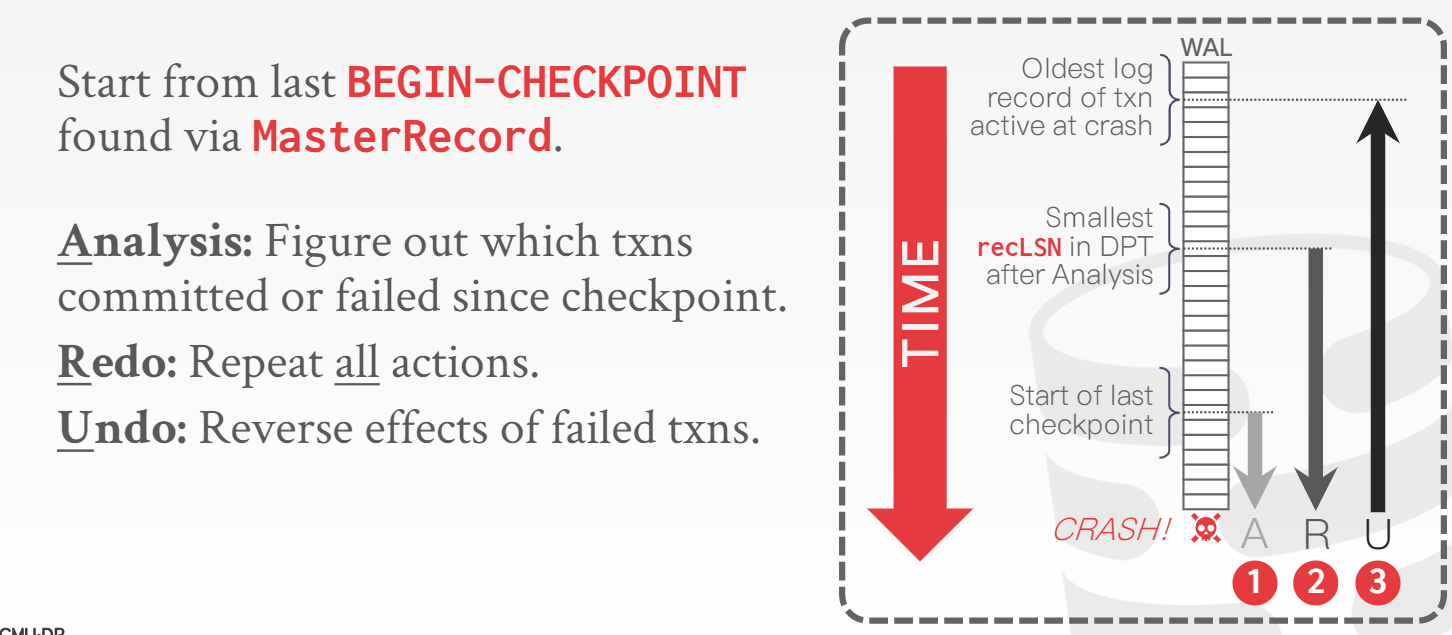 Start from last BEGIN-CHECKPOINT
found via MasterRecord.
Analysis: Figure out which txns
committed or failed since checkpoint.
Redo: Repeat all actions.
Undo: Reverse effects of failed txns.
TIME
WAL
Oldest log
record of txn
active at crash
Smallest
recLSN in DPT
after Analysis
Start of last
checkpoint
CRASH!
A R U
1 2 3